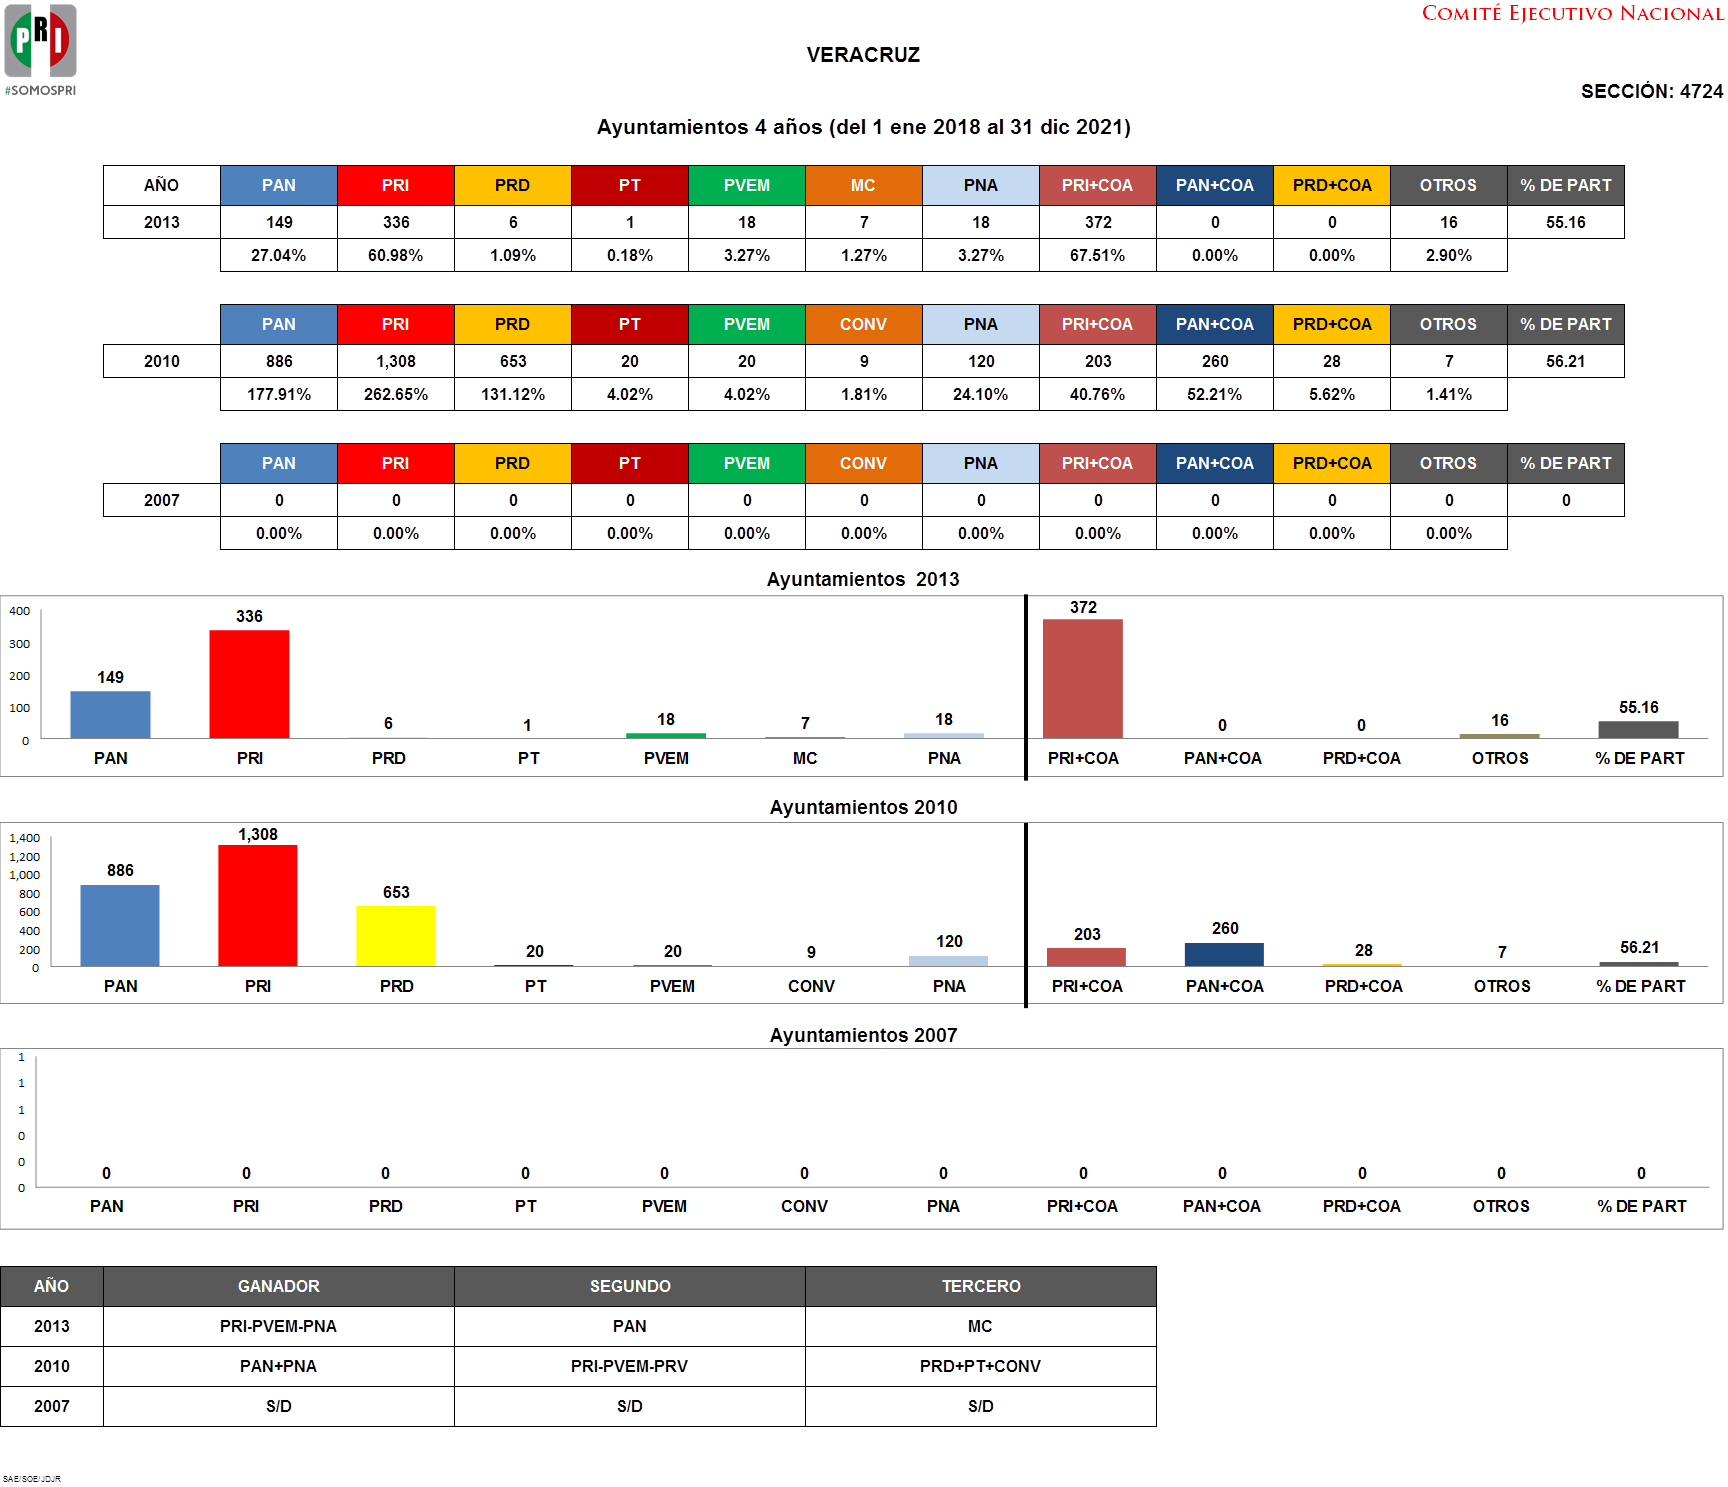 PRI
#SOMOSPRI
COMITÉ EJECUTIVO NACIONAL
VERACRUZ
SECCIÓN: 4724
Ayuntamientos 4 años (del 1 ene 2018 al 31 dic 2021)
AÑO PAN PRI PRD PT PVEM MC PNA PRI+COA PAN+COA PRD+COA OTROS % DE PART
2013 149 336 6 1 18 7 18 372 0 0 16 55.16
27.04% 60.98% 1.09% 0.18% 3.27% 1.27% 3.27% 67.51% 0.00% 0.00% 2.90%
PAN PRI PRD PT PVEM CONV PNA PRI+COA PAN+COA PRD+COA OTROS % DE PART
2010 886 1,308 653 20 20 9 120 203 260 28 7 56.21
177.91% 262.65% 131.12% 4.02% 4.02% 1.81% 24.10% 40.76% 52.21% 5.62% 1.41%
PAN PRI PRD PT PVEM CONV PNA PRI+COA PAN+COA PRD+COA OTROS % DE PART
2007 0 0 0 0 0 0 0 0 0 0 0 0
0.00% 0.00% 0.00% 0.00% 0.00% 0.00% 0.00% 0.00% 0.00% 0.00% 0.00%
Ayuntamientos 2013
400
300
200
100
0
149 336 6 1 18 7 18 372 0 0 16 55.16
PAN PRI PRD PT PVEM MC PNA PRI+COA PAN+COA PRD+COA OTROS % DE PART
Ayuntamientos 2010
1,400
1,200
1,000
800
600
400
200
0
886 1,308 653 20 20 9 120 203 260 28 7 56.21
PAN PRI PRD PT PVEM CONV PNA PRI+COA PAN+COA PRD+COA OTROS % DE PART
Ayuntamientos 2007
1
1
1
0
0
0
0 0 0 0 0 0 0 0 0 0 0 0
PAN PRI PRD PT PVEM CONV PNA PRI+COA PAN+COA PRD+COA OTROS % DE PART
AÑO GANADOR SEGUNDO TERCERO
2013 PRI-PVEM-PNA PAN MC
2010 PAN+PNA PRI-PVEM-PRV PRD+PT+CONV
2007 S/D S/D S/D
SAE/SOE/JDJR